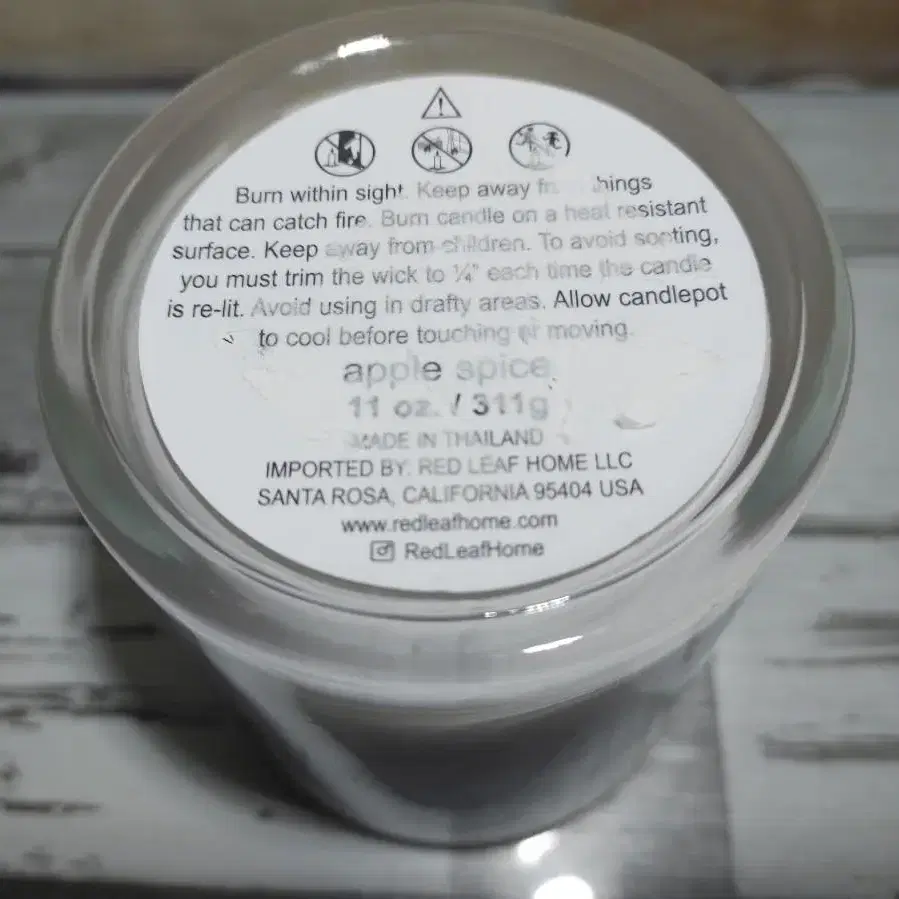 Burn within sight. Keep away from things
that can catch fire. Burn candle on a heat resistant
surface. Keep away from children. To avoid sooting,
you must trim the wick to ¼" each time the candle
is re-lit. Avoid using in drafty areas. Allow candlepot
to cool before touching or moving.
apple spice
11 oz. / 311g
MADE IN THAILAND
IMPORTED BY: RED LEAF HOME LLC
SANTA ROSA, CALIFORNIA 95404 USA
www.redleafhome.com
RedLeafHome